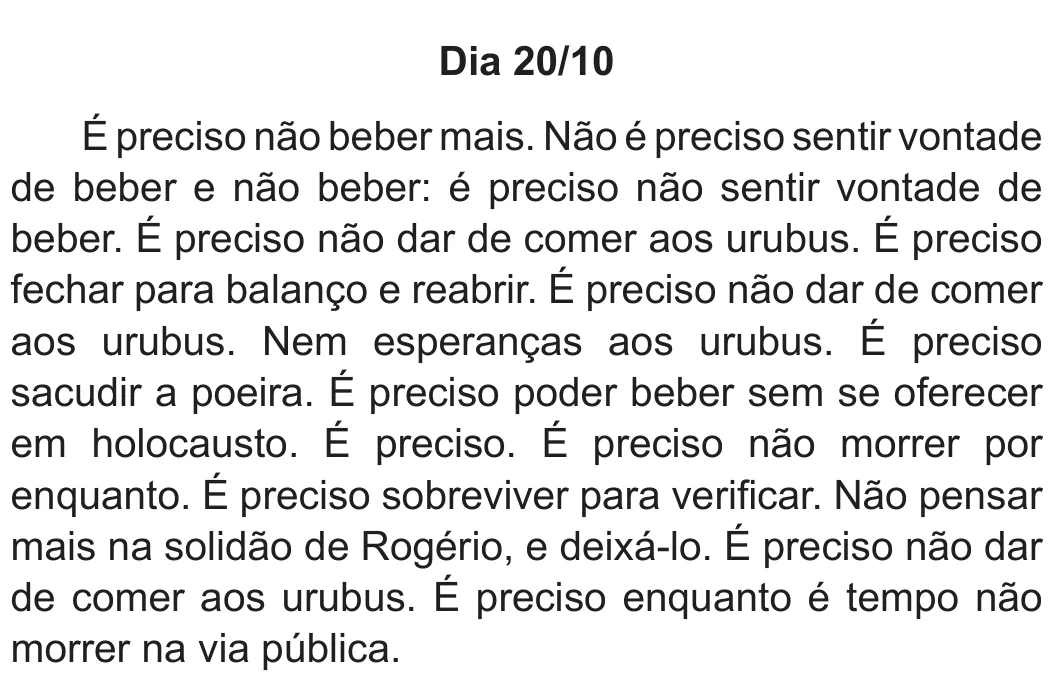 Dia 20/10
É preciso não beber mais. Não é preciso sentir vontade
de beber e não beber: é preciso não sentir vontade de
beber. É preciso não dar de comer aos urubus. É preciso
fechar para balanço e reabrir. É preciso não dar de comer
aos urubus. Nem esperanças aos urubus. É preciso
sacudir a poeira. É preciso poder beber sem se oferecer
em holocausto. É preciso. É preciso não morrer por
enquanto. É preciso sobreviver para verificar. Não pensar
mais na solidão de Rogério, e deixá-lo. É preciso não dar
de comer aos urubus. É preciso enquanto é tempo não
morrer na via pública.